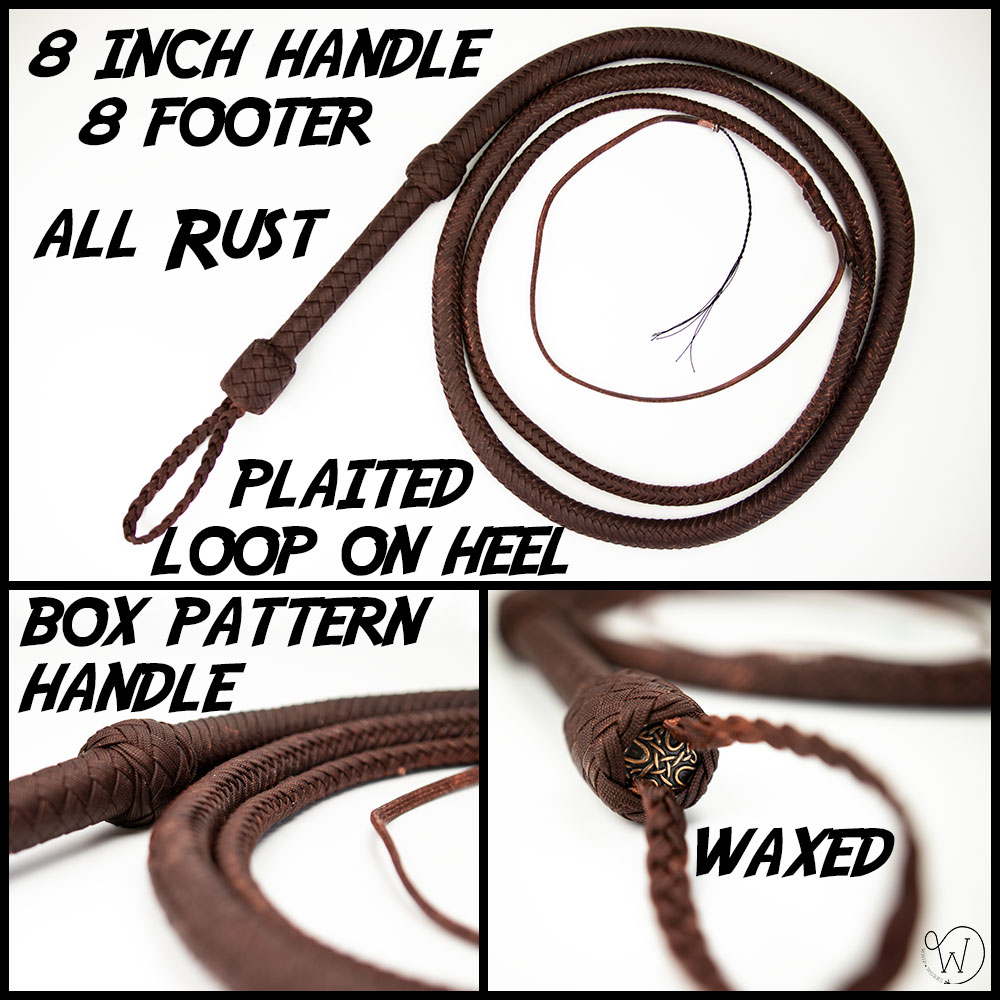 8 INCH HANDLE
8 FOOTER
ALL RUST
PLAITED
LOOP ON HEEL
BOX PATTERN
HANDLE
WAXED
W